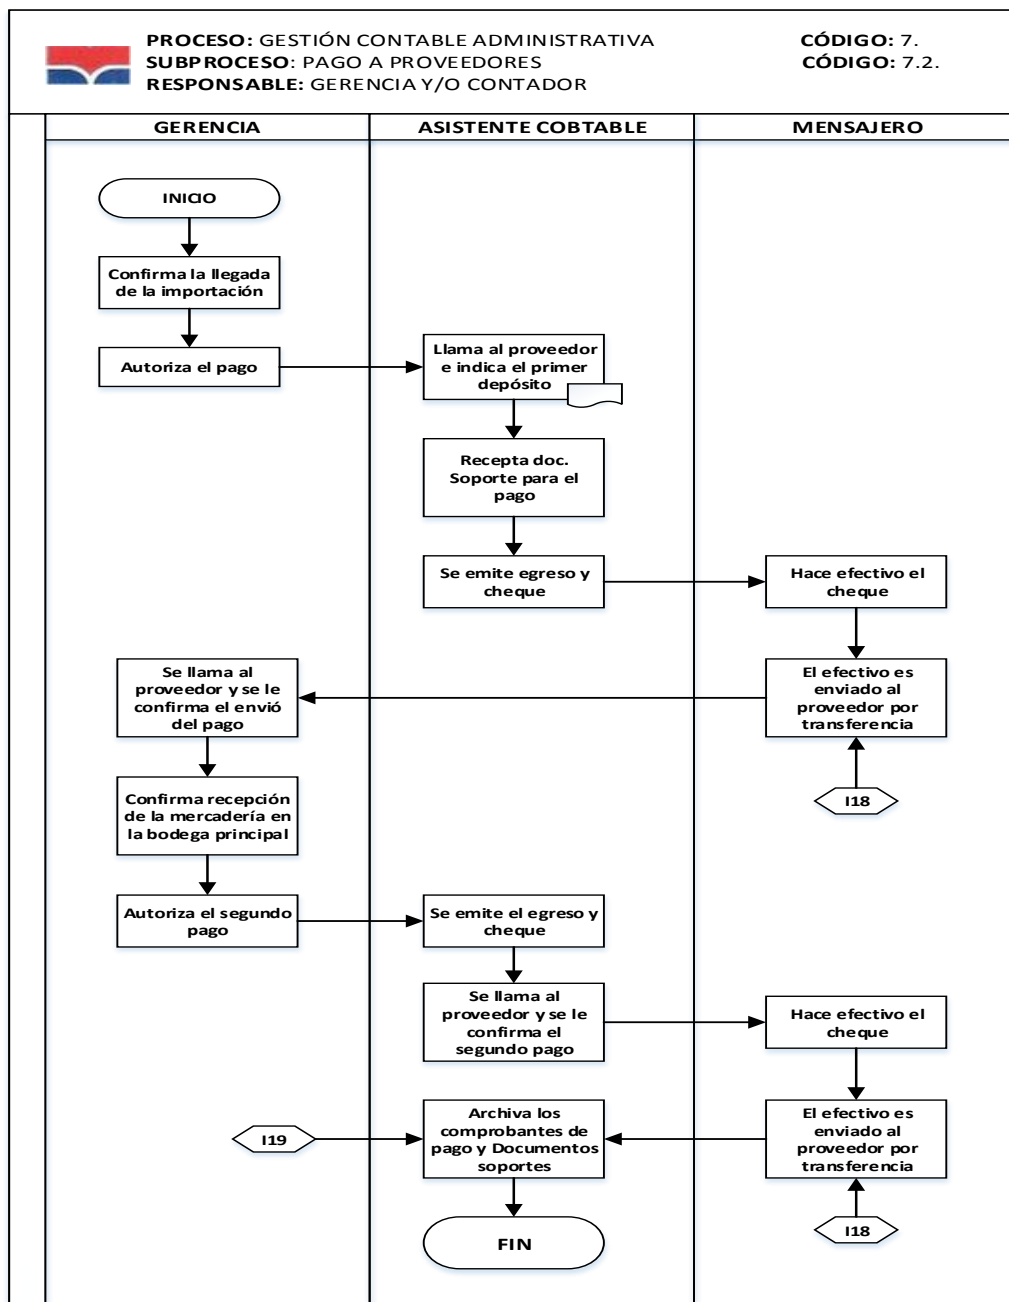 PROCESO: GESTIÓN CONTABLE ADMINISTRATIVA
CÓDIGO: 7.
SUBPROCESO: PAGO A PROVEEDORES
CÓDIGO: 7.2.
RESPONSABLE: GERENCIA Y/O CONTADOR
GERENCIA
ASISTENTE COBTABLE
MENSAJERO
INICIO
Confirma la llegada
de la importación
Autoriza el pago
Llama al proveedor
e indica el primer
depósito
Recepta doc.
Soporte para el
pago
Se emite egreso y
cheque
Hace efectivo el
cheque
El efectivo es
enviado al
proveedor por
transferencia
I18
Se llama al
proveedor y se le
confirma el envió
del pago
Confirma recepción
de la mercadería en
la bodega principal
Autoriza el segundo
pago
Se emite el egreso y
cheque
Se llama al
proveedor y se le
confirma el
segundo pago
Hace efectivo el
cheque
El efectivo es
enviado al
proveedor por
transferencia
I18
I19
Archiva los
comprobantes de
pago y Documentos
soportes
FIN